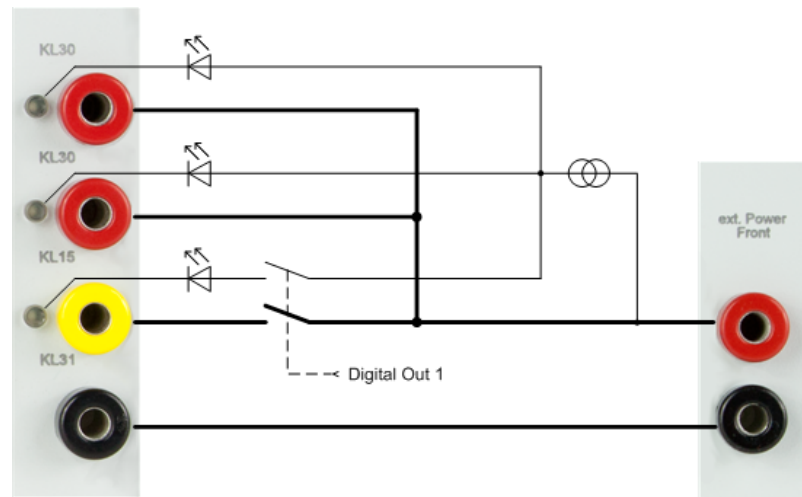 KL30
KL30
KL15
KL31
ext. Power
Front
Digital Out 1